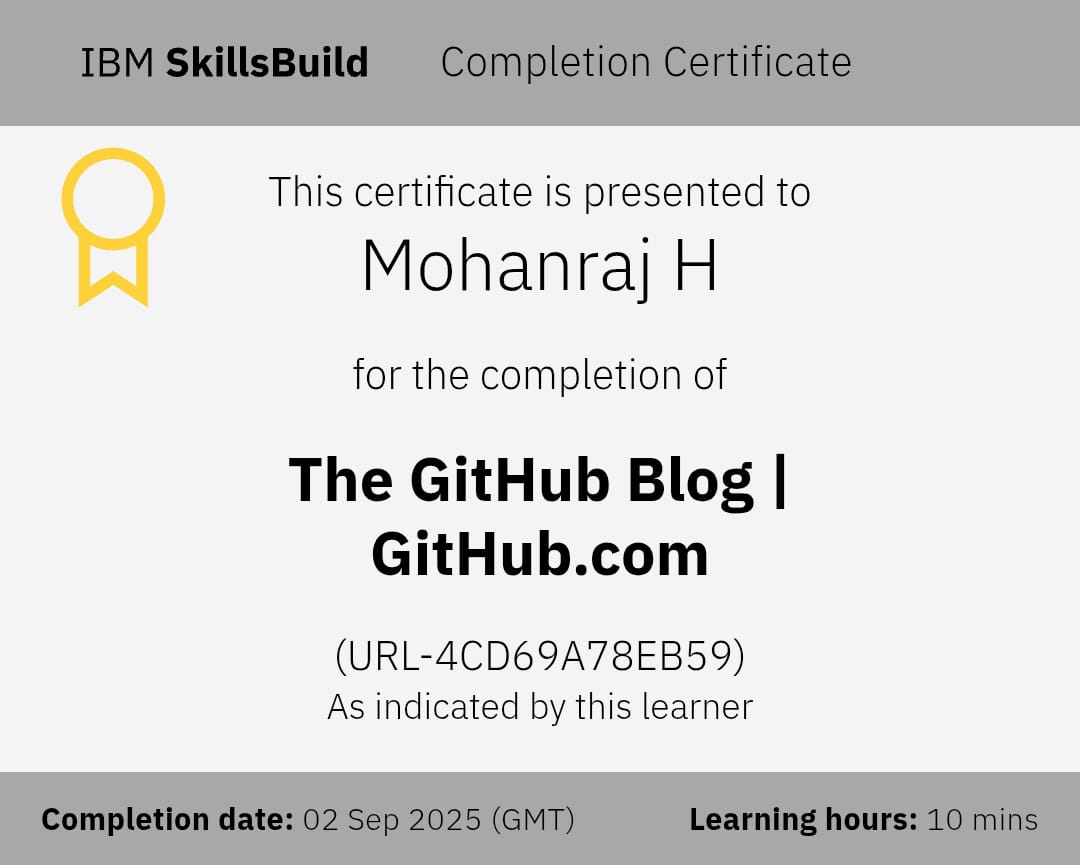 IBM SkillsBuild Completion Certificate
This certificate is presented to
Mohanraj H
for the completion of
The GitHub Blog |
GitHub.com
(URL-4CD69A78EB59)
As indicated by this learner
Completion date: 02 Sep 2025 (GMT) Learning hours: 10 mins